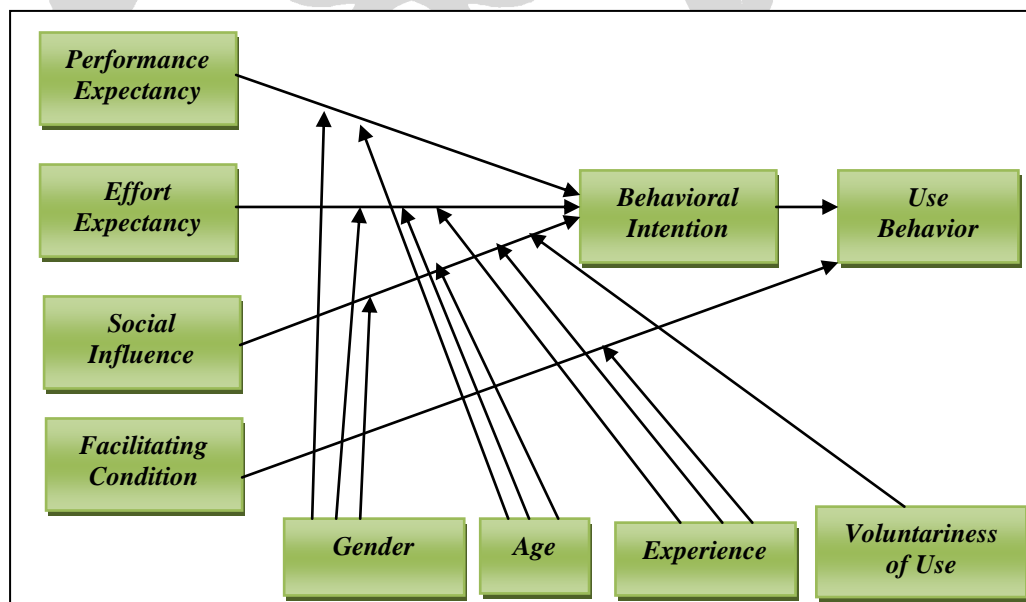 Performance
Expectancy
Effort
Expectancy
Behavioral
Intention
Use
Behavior
Social
Influence
Facilitating
Condition
Gender
Age
Experience
Voluntariness
of Use